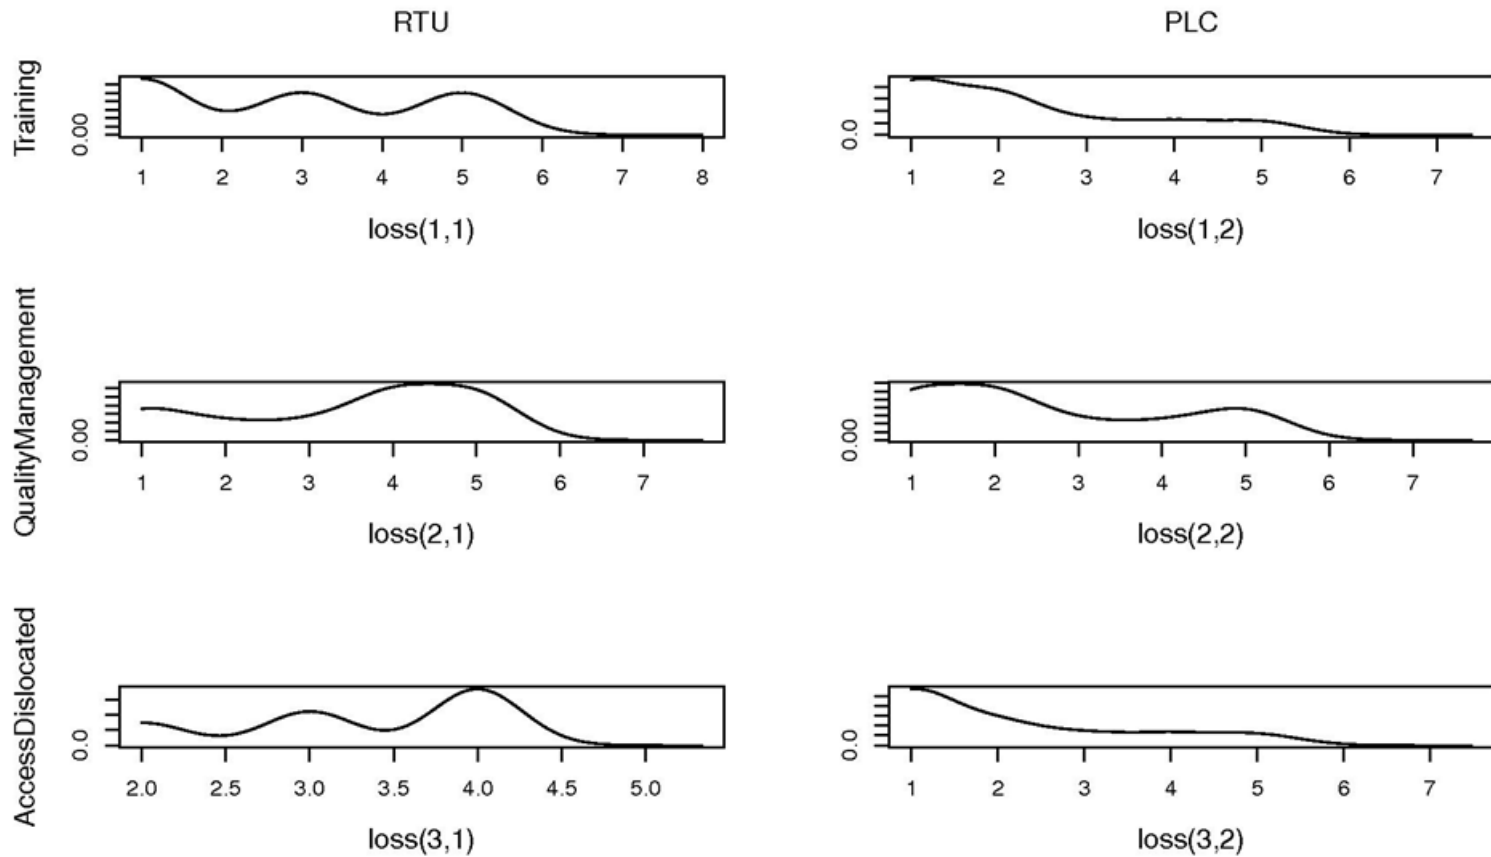 RTU
PLC
Training
0.00
1 2 3 4 5 6 7 8
loss(1,1)
0.0
1 2 3 4 5 6 7
loss(1,2)
QualityManagement
0.00
1 2 3 4 5 6 7
loss(2,1)
0.00
1 2 3 4 5 6 7
loss(2,2)
AccessDislocated
0.0
2.0 2.5 3.0 3.5 4.0 4.5 5.0
loss(3,1)
0.0
1 2 3 4 5 6 7
loss(3,2)